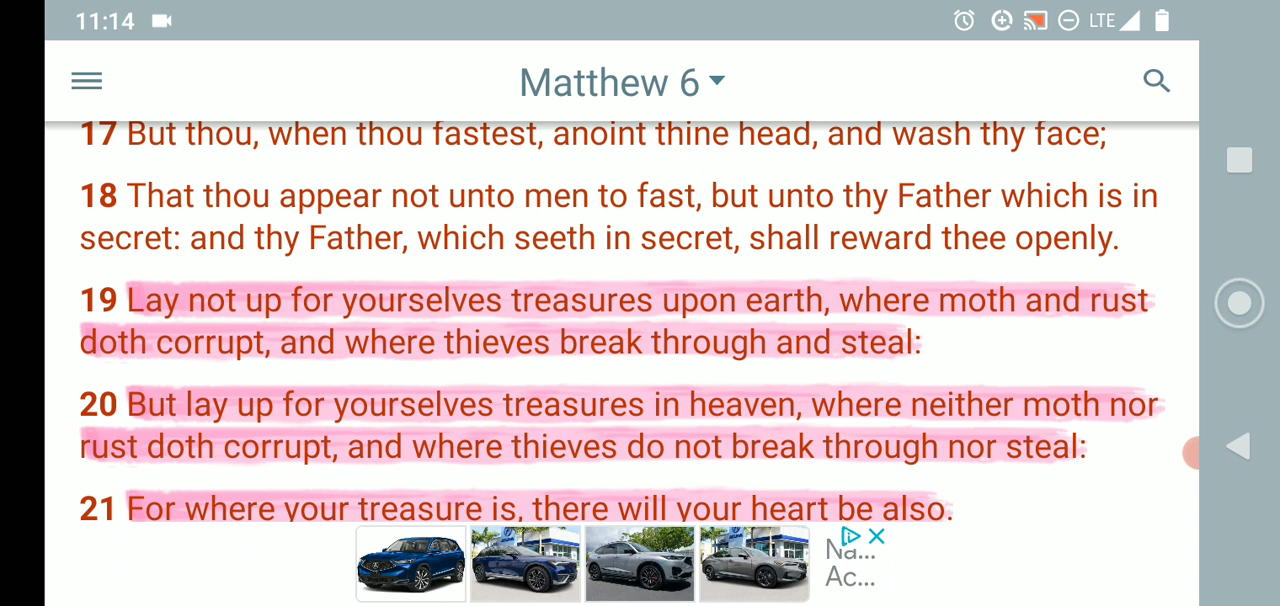 11:14 LTE
Matthew 6
17 But thou, when thou fastest, anoint thine head, and wash thy face;
18 That thou appear not unto men to fast, but unto thy Father which is in
secret: and thy Father, which seeth in secret, shall reward thee openly.
19 Lay not up for yourselves treasures upon earth, where moth and rust
doth corrupt, and where thieves break through and steal:
20 But lay up for yourselves treasures in heaven, where neither moth nor
rust doth corrupt, and where thieves do not break through nor steal:
21 For where your treasure is, there will your heart be also.
Na...
Ac...